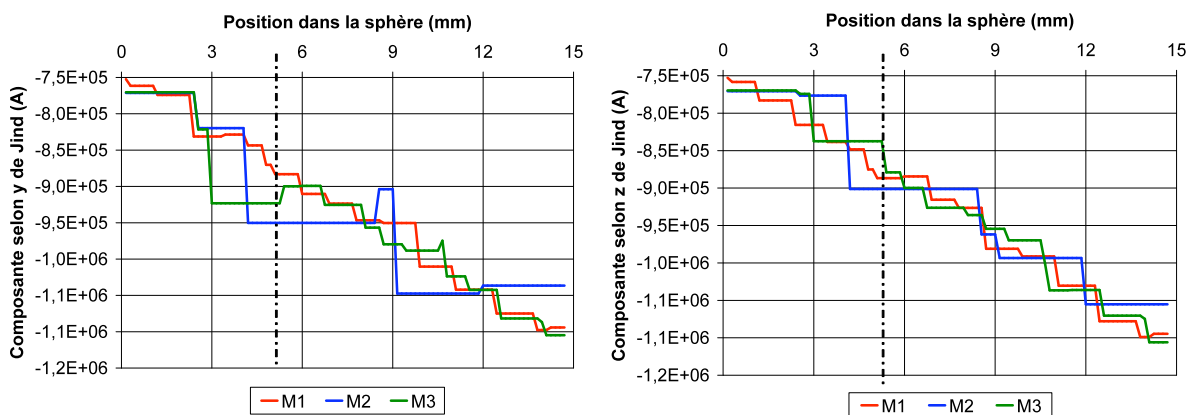 Position dans la sphère (mm)
0 3 6 9 12 15
Composante selon y de Jind (A)
-7,5E+05
-8,0E+05
-8,5E+05
-9,0E+05
-9,5E+05
-1,0E+06
-1,1E+06
-1,1E+06
-1,2E+06
M1 M2 M3
Position dans la sphère (mm)
0 3 6 9 12 15
Composante selon z de Jind (A)
-7,5E+05
-8,0E+05
-8,5E+05
-9,0E+05
-9,5E+05
-1,0E+06
-1,1E+06
-1,1E+06
-1,2E+06
M1 M2 M3